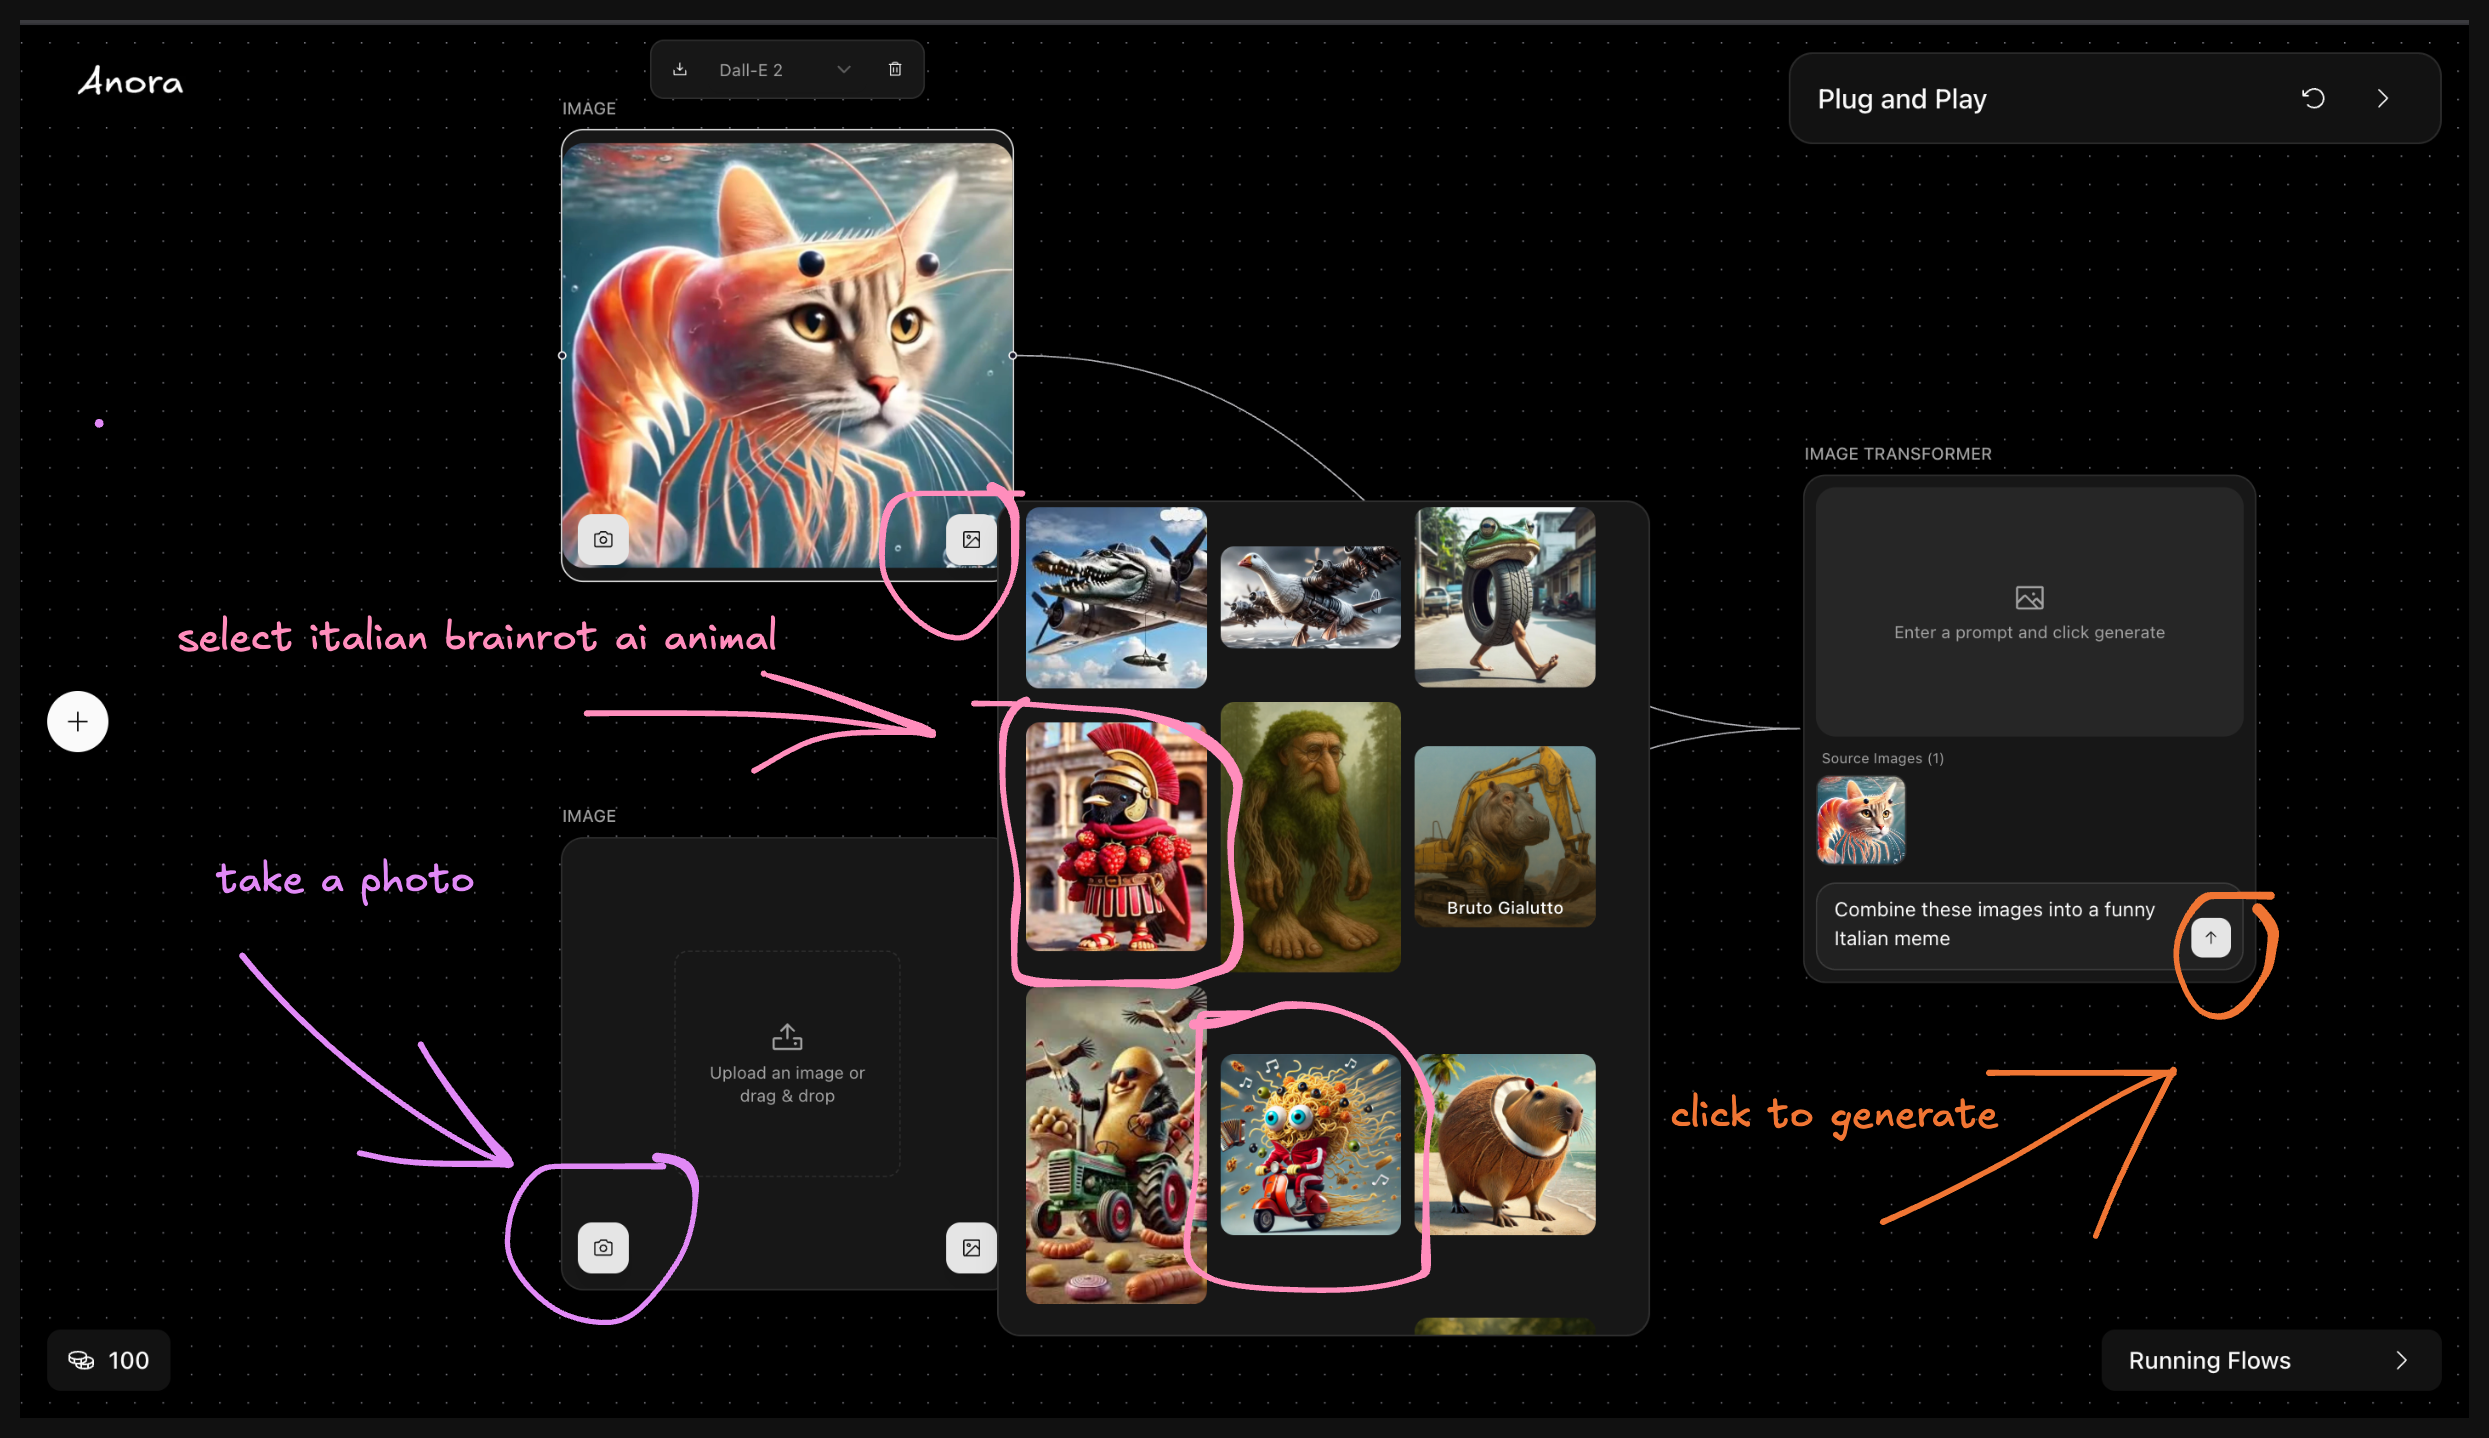 Anora
Dall-E 2
Plug and Play
IMAGE
IMAGE TRANSFORMER
Enter a prompt and click generate
select italian brainrot ai animal
Source Images (1)
IMAGE
take a photo
Bruto Gialutto
Combine these images into a funny
Italian meme
Upload an image or
drag & drop
click to generate
100
Running Flows